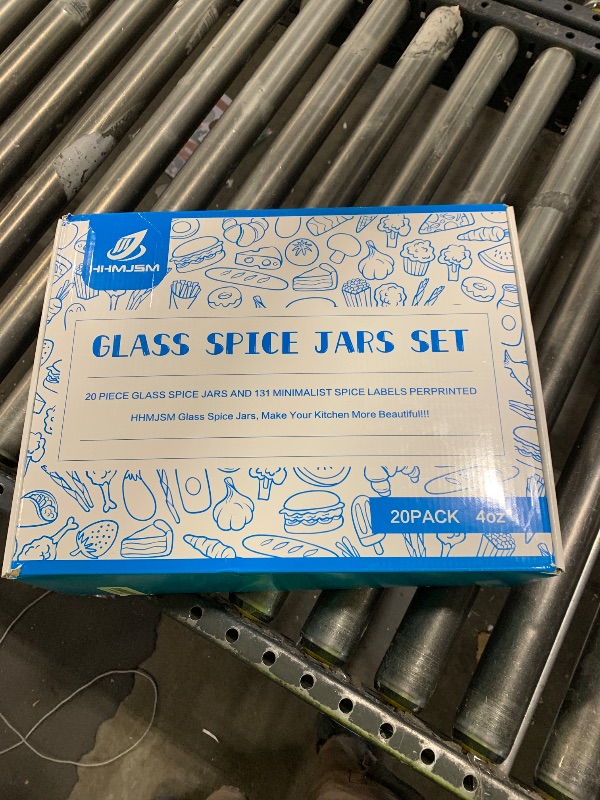 HHMJSM
GLASS SPICE JARS SET
20 PIECE GLASS SPICE JARS AND 131 MINIMALIST SPICE LABELS PERPRINTED
HHMJSM Glass Spice Jars, Make Your Kitchen More Beautiful!!!
20PACK 4oz